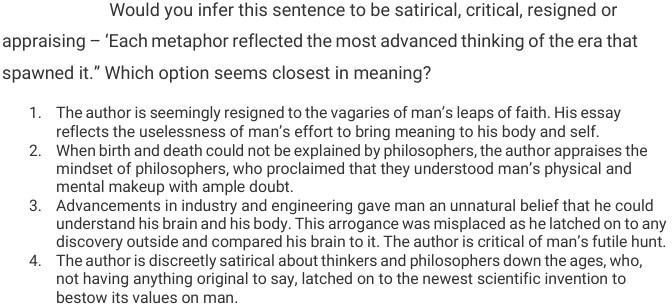 Would you infer this sentence to be satirical, critical, resigned or
appraising – ‘Each metaphor reflected the most advanced thinking of the era that
spawned it.” Which option seems closest in meaning?
1. The author is seemingly resigned to the vagaries of man’s leaps of faith. His essay
reflects the uselessness of man’s effort to bring meaning to his body and self.
2. When birth and death could not be explained by philosophers, the author appraises the
mindset of philosophers, who proclaimed that they understood man’s physical and
mental makeup with ample doubt.
3. Advancements in industry and engineering gave man an unnatural belief that he could
understand his brain and his body. This arrogance was misplaced as he latched on to any
discovery outside and compared his brain to it. The author is critical of man’s futile hunt.
4. The author is discreetly satirical about thinkers and philosophers down the ages, who,
not having anything original to say, latched on to the newest scientific invention to
bestow its values on man.